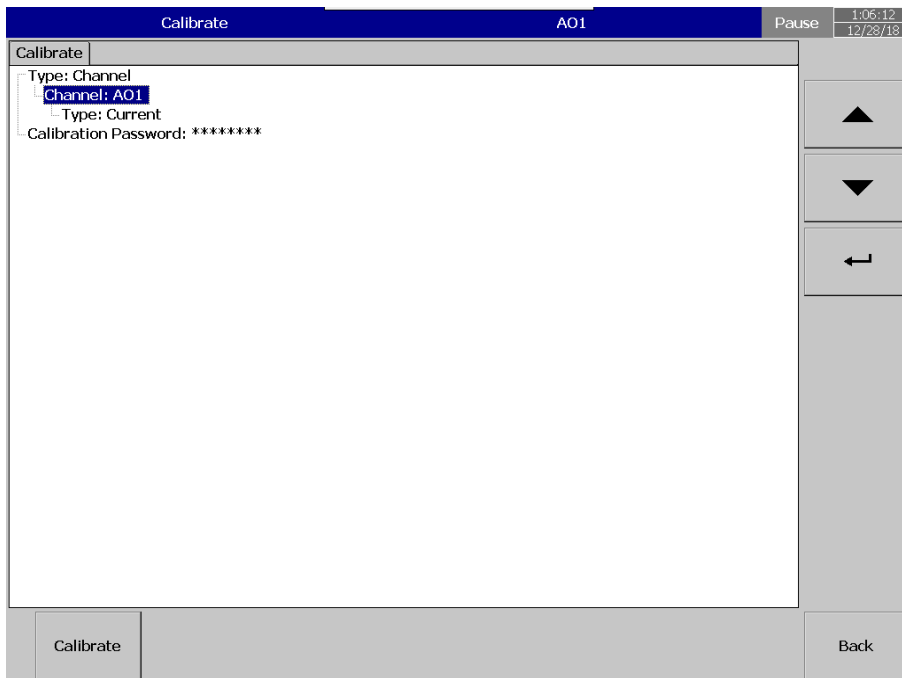 Calibrate AO1 Pause 1:06:12
12/28/18
Calibrate
Type: Channel
Channel: AO1
Type: Current
Calibration Password: ********
Calibrate Back